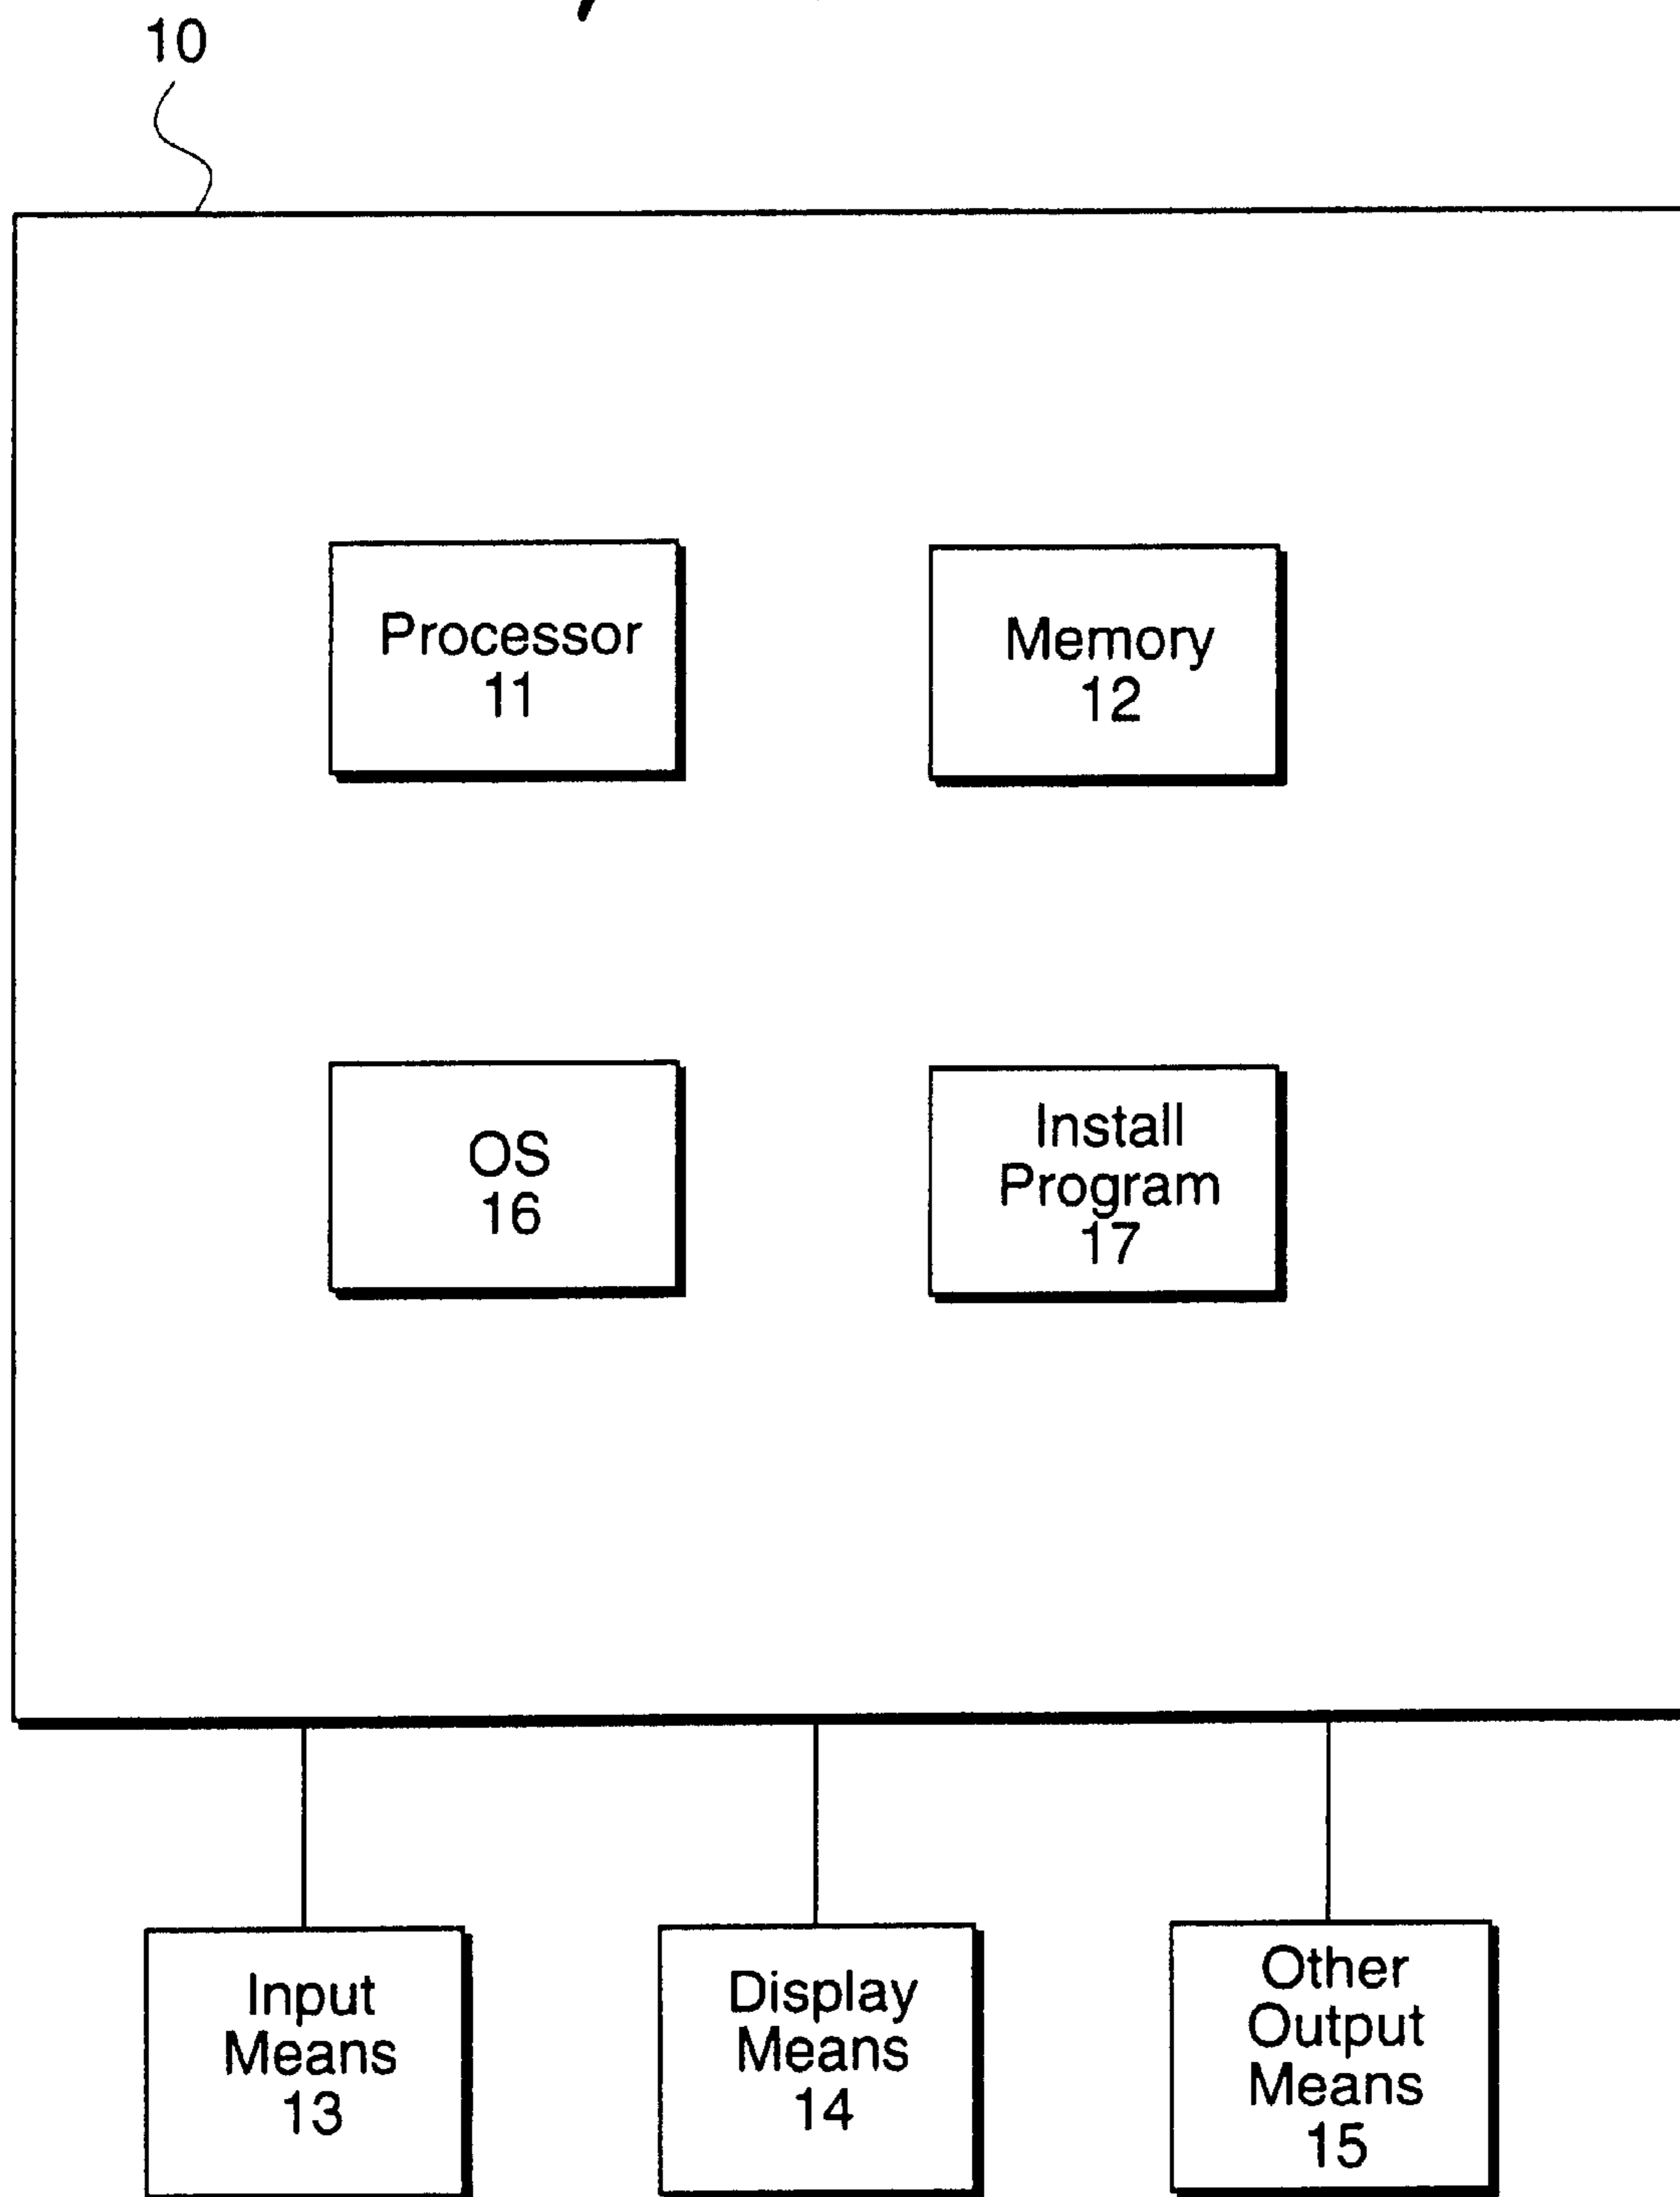 10
Processor
11
Memory
12
OS
16
Install
Program
17
Input
Means
13
Display
Means
14
Other
Output
Means
15